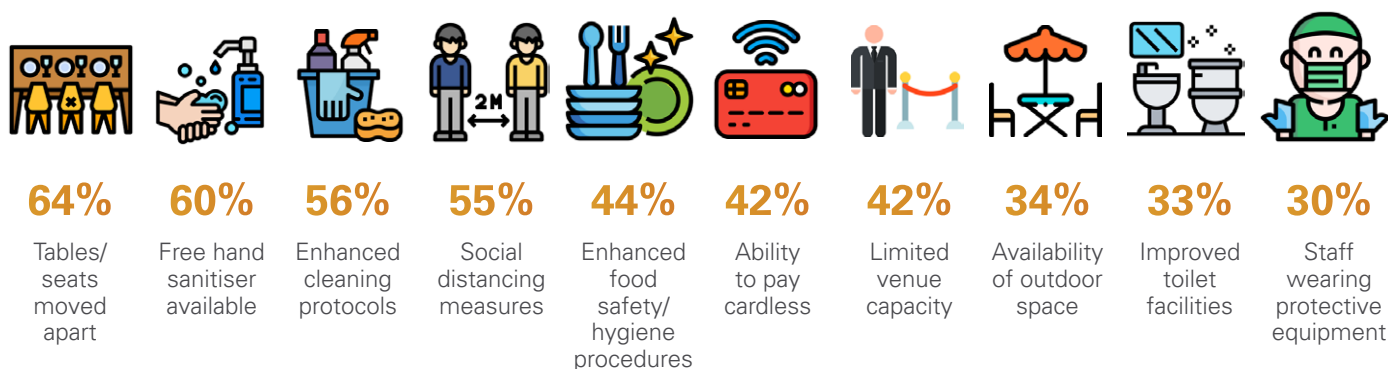 2M
64%
60%
56%
55%
44%
42%
42%
34%
33%
30%
Tables/
seats
moved
apart
Free hand
sanitiser
available
Enhanced
cleaning
protocols
Social
distancing
measures
Enhanced
food
safety/
hygiene
procedures
Ability
to pay
cardless
Limited
venue
capacity
Availability
of outdoor
space
Improved
toilet
facilities
Staff
wearing
protective
equipment